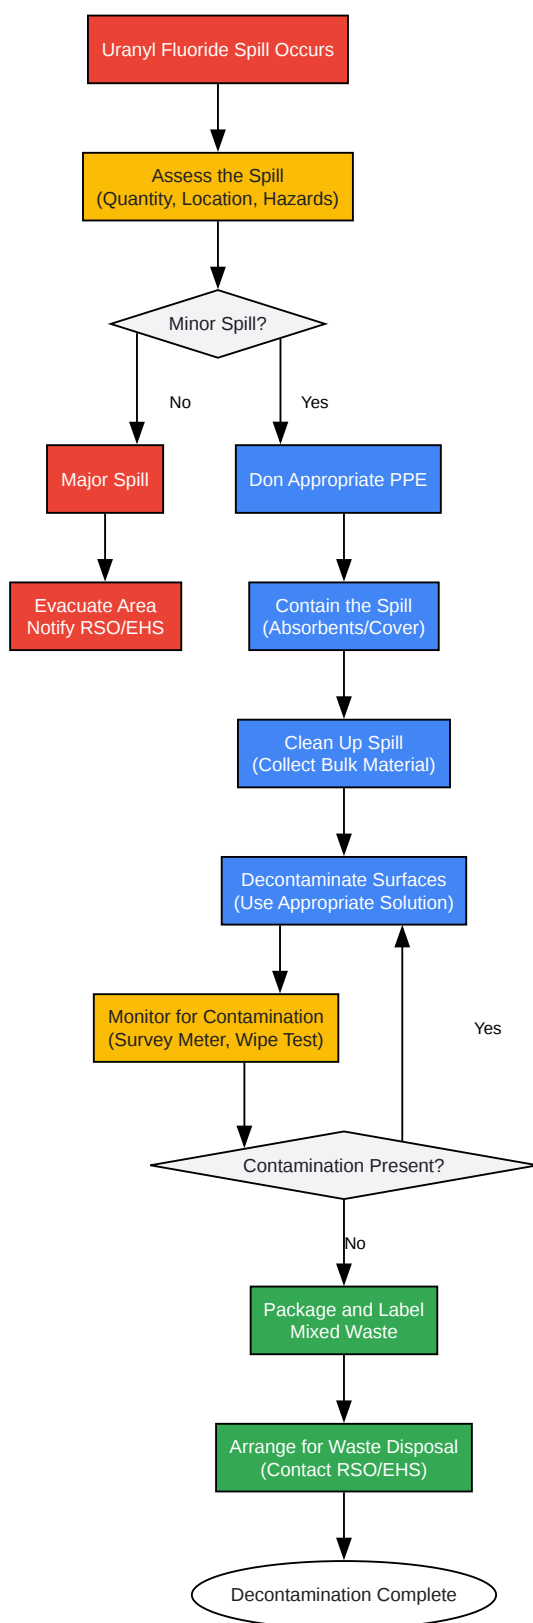 Uranyl Fluoride Spill Occurs
Assess the Spill
(Quantity, Location, Hazards)
Minor Spill?
No
Yes
Major Spill
Don Appropriate PPE
Evacuate Area
Notify RSO/EHS
Contain the Spill
(Absorbents/Cover)
Clean Up Spill
(Collect Bulk Material)
Decontaminate Surfaces
(Use Appropriate Solution)
Monitor for Contamination
(Survey Meter, Wipe Test)
Yes
Contamination Present?
No
Package and Label
Mixed Waste
Arrange for Waste Disposal
(Contact RSO/EHS)
Decontamination Complete